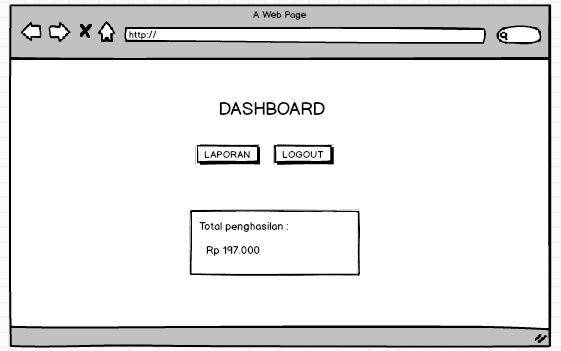 A Web Page
http://
DASHBOARD
LAPORAN
LOGOUT
Total penghasilan :
Rp 197.000